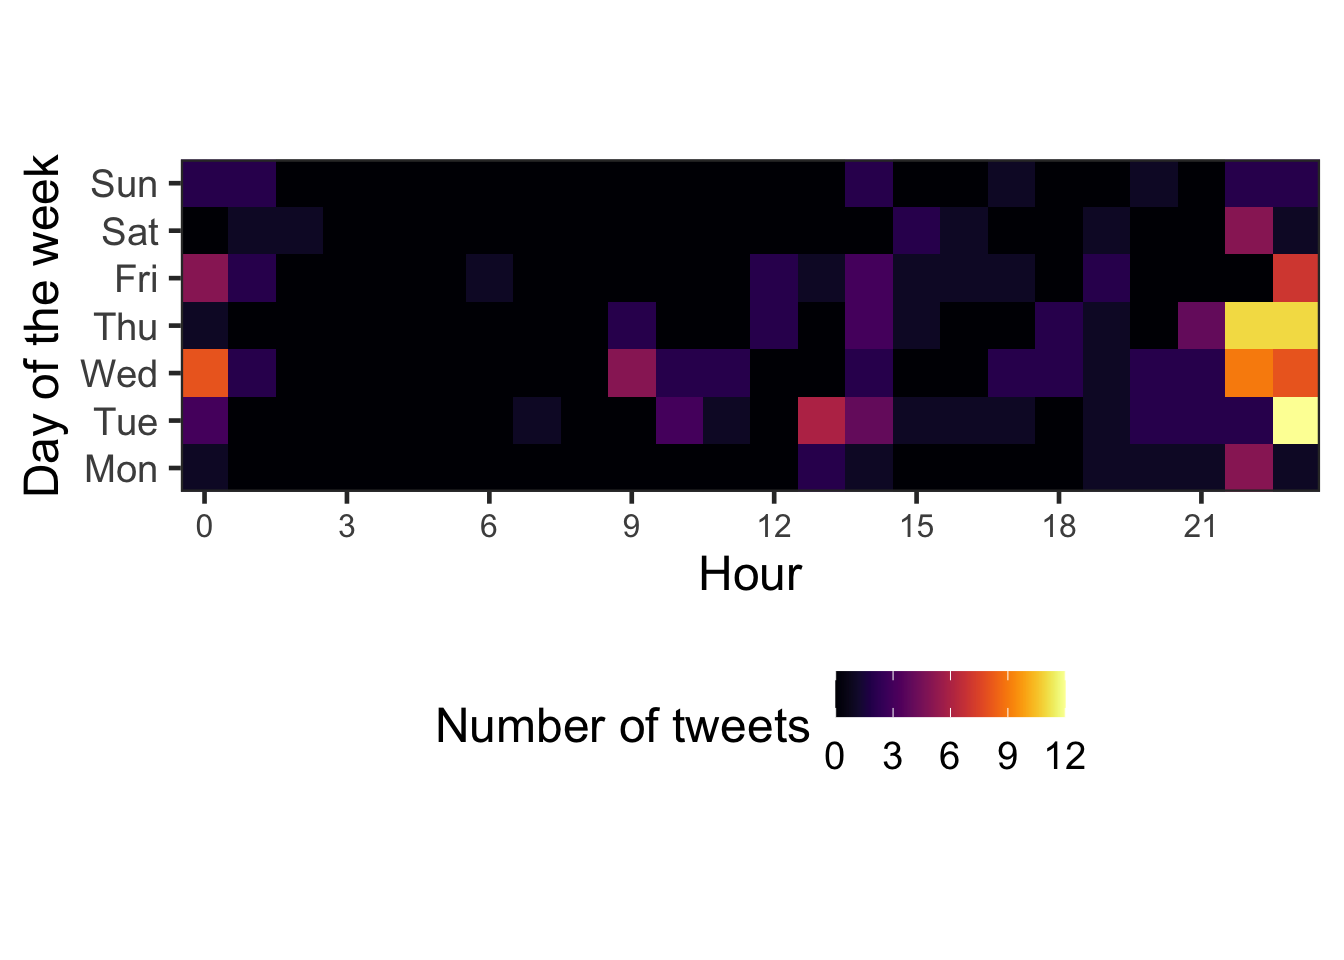 Day of the week
Sun
Sat
Fri
Thu
Wed
Tue
Mon
0 3 6 9 12 15 18 21
Hour
Number of tweets
0 3 6 9 12